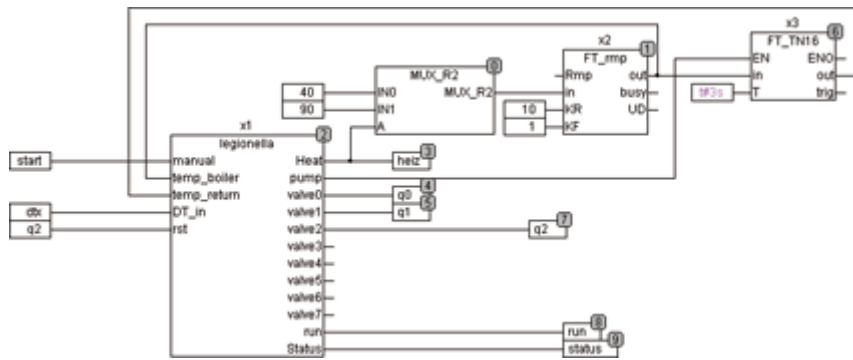 x3
6
FT_TN16
EN ENO
in out
t#3s T trig
x2
1
FT_rmp
Rmp out
in busy
10 KR UD
1 KF
0
MUX_R2
40 IN0 MUX_R2
90 IN1
A
x1
2
legionella
start manual Heat heiz 3
temp_boiler pump
temp_return valve0 q0 4
dtx DT_in valve1 q1 5
q2 rst valve2 q2 7
valve3
valve4
valve5
valve6
valve7
run run 8
Status status 9